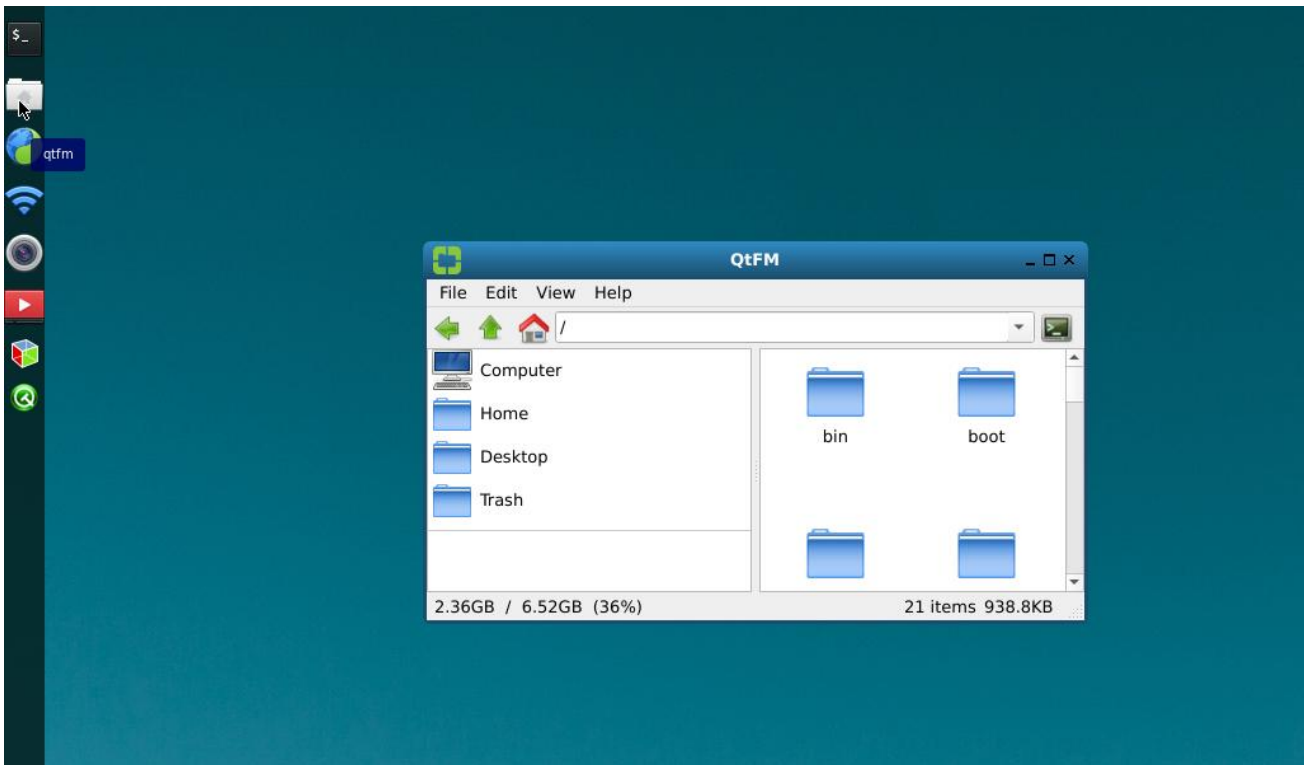 $_
qtfm
QtFM
File Edit View Help
/
Computer
Home
Desktop
Trash
bin boot
2.36GB / 6.52GB (36%) 21 items 938.8KB